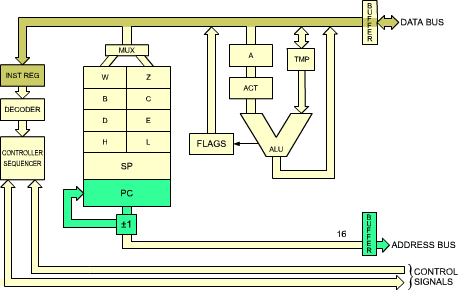 BUFFER
DATA BUS
MUX
INST REG
A
TMP
W Z
ACT
B C
DECODER
D E
H L
FLAGS
ALU
CONTROLLER
SEQUENCER
SP
PC
±1
16
BUFFER
ADDRESS BUS
CONTROL
SIGNALS